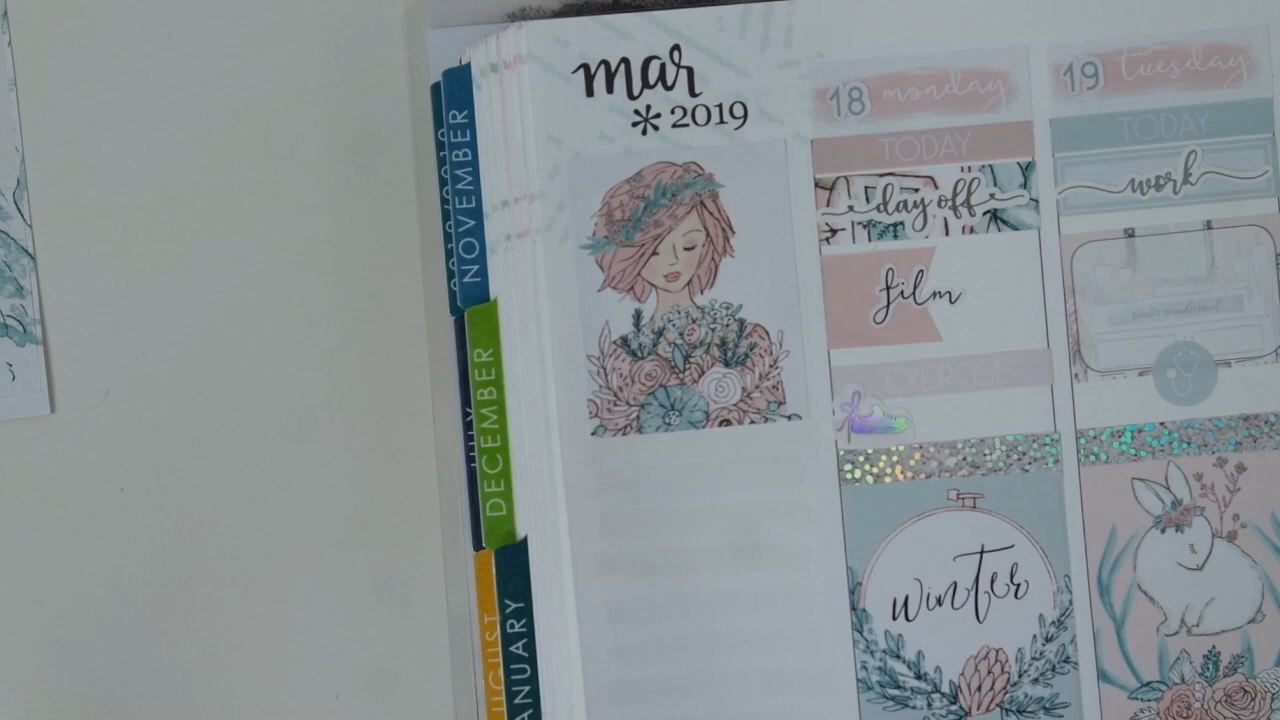 mar
* 2019
18 monday
TODAY
day off
film
EXERCISE
winter
19 tuesday
TODAY
work
NOVEMBER
DECEMBER
JULY
AUGUST
JANUARY